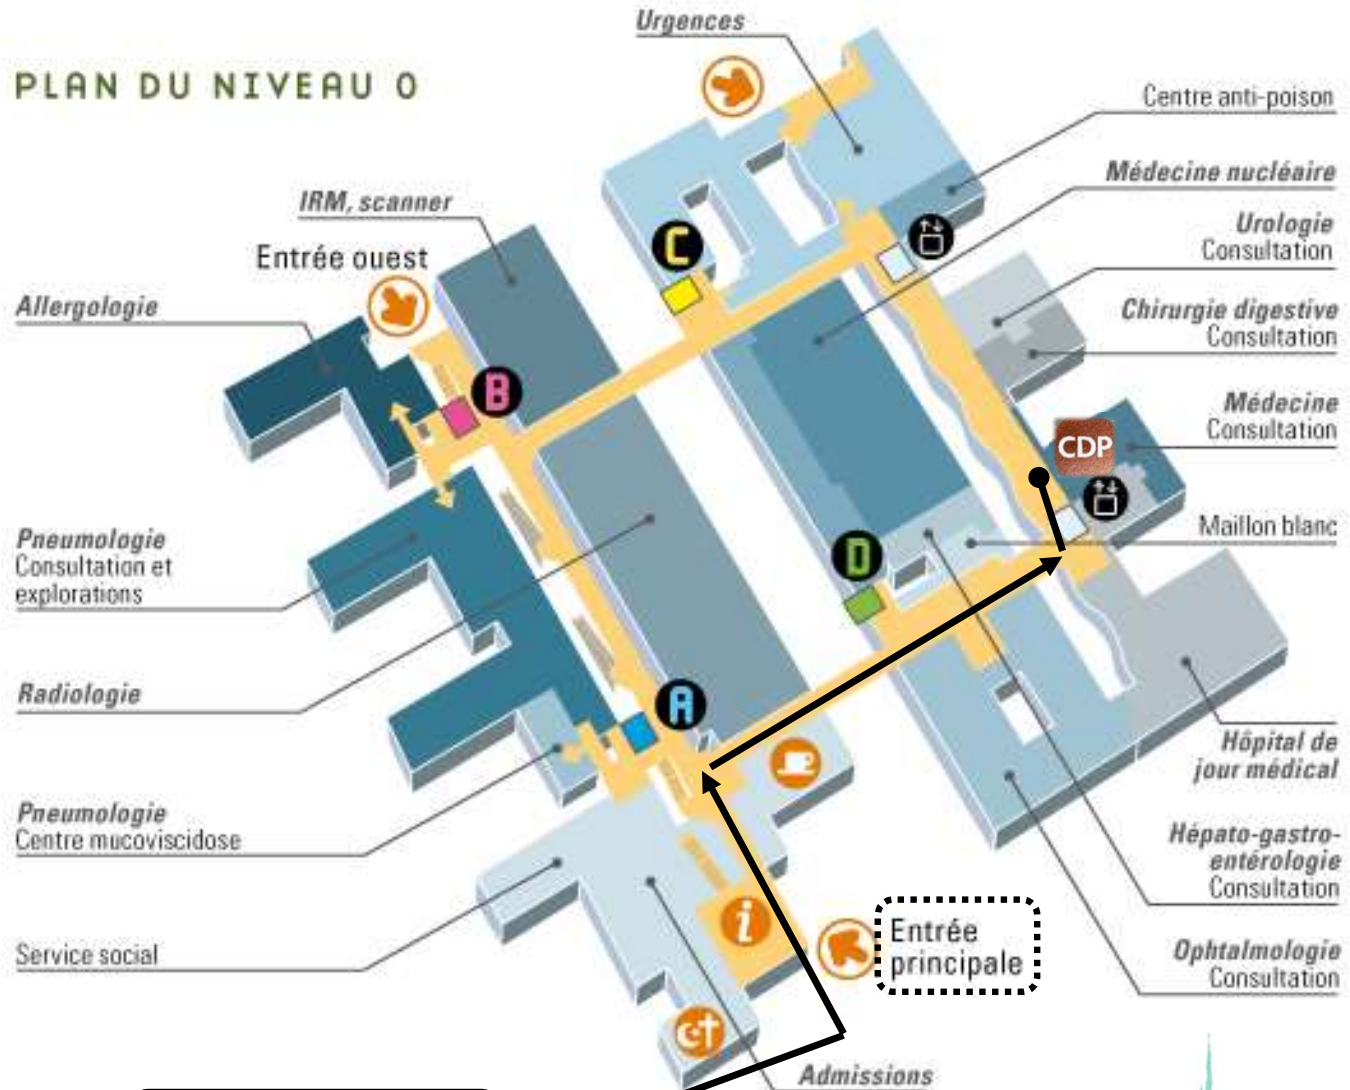 PLAN DU NIVEAU 0
Urgences
Centre anti-poison
Médecine nucléaire
IRM, scanner
Urologie
Consultation
Entrée ouest
C
Allergologie
Chirurgie digestive
Consultation
B
Médecine
Consultation
CDP
Pneumologie
Consultation et
explorations
Maillon blanc
D
Radiologie
A
Hôpital de
jour médical
Pneumologie
Centre mucoviscidose
Hépato-gastro-
entérologie
Consultation
i
Entrée
principale
Service social
Ophtalmologie
Consultation
Admissions